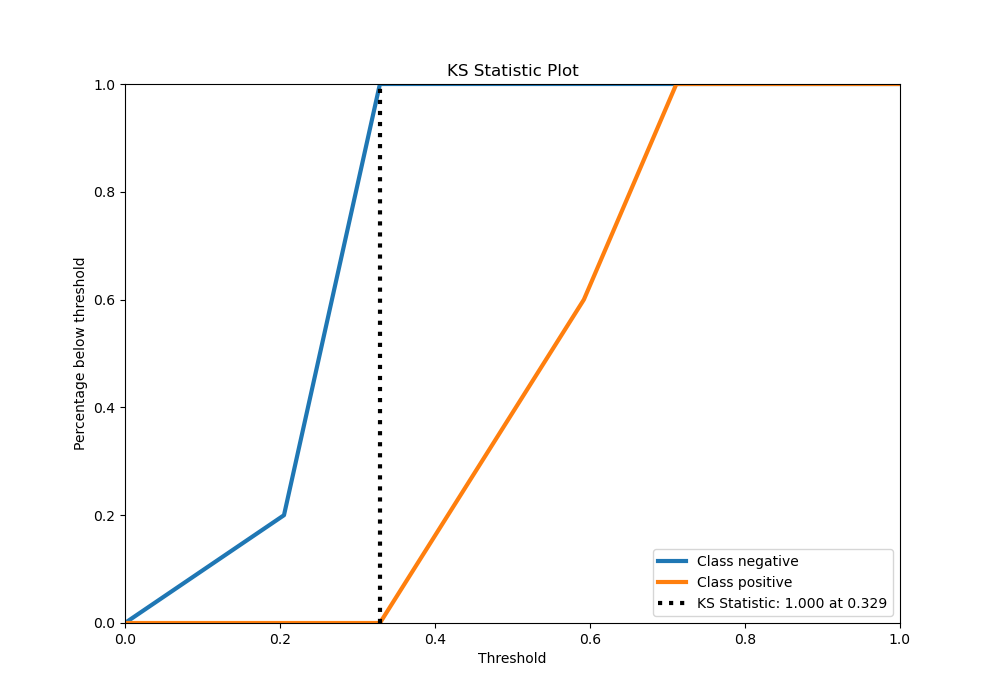 KS Statistic Plot
Percentage below threshold
1.0
0.8
0.6
0.4
0.2
0.0
0.0 0.2 0.4 0.6 0.8 1.0
Threshold
Class negative
Class positive
KS Statistic: 1.000 at 0.329